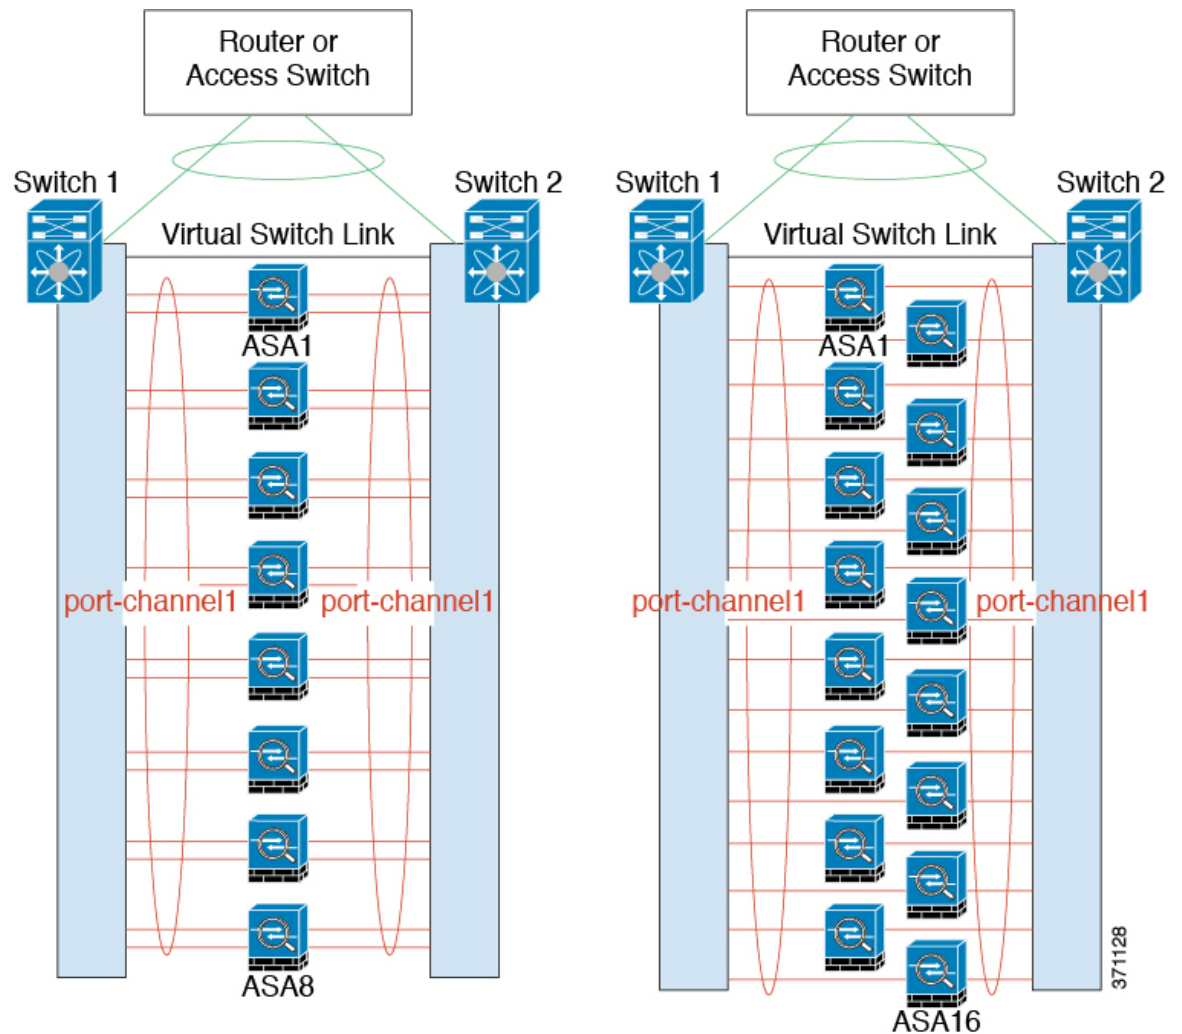 Router or
Access Switch
Switch 1
Switch 2
Virtual Switch Link
ASA1
port-channel1
port-channel1
ASA8
Router or
Access Switch
Switch 1
Switch 2
Virtual Switch Link
ASA1
port-channel1
port-channel1
ASA16
371128